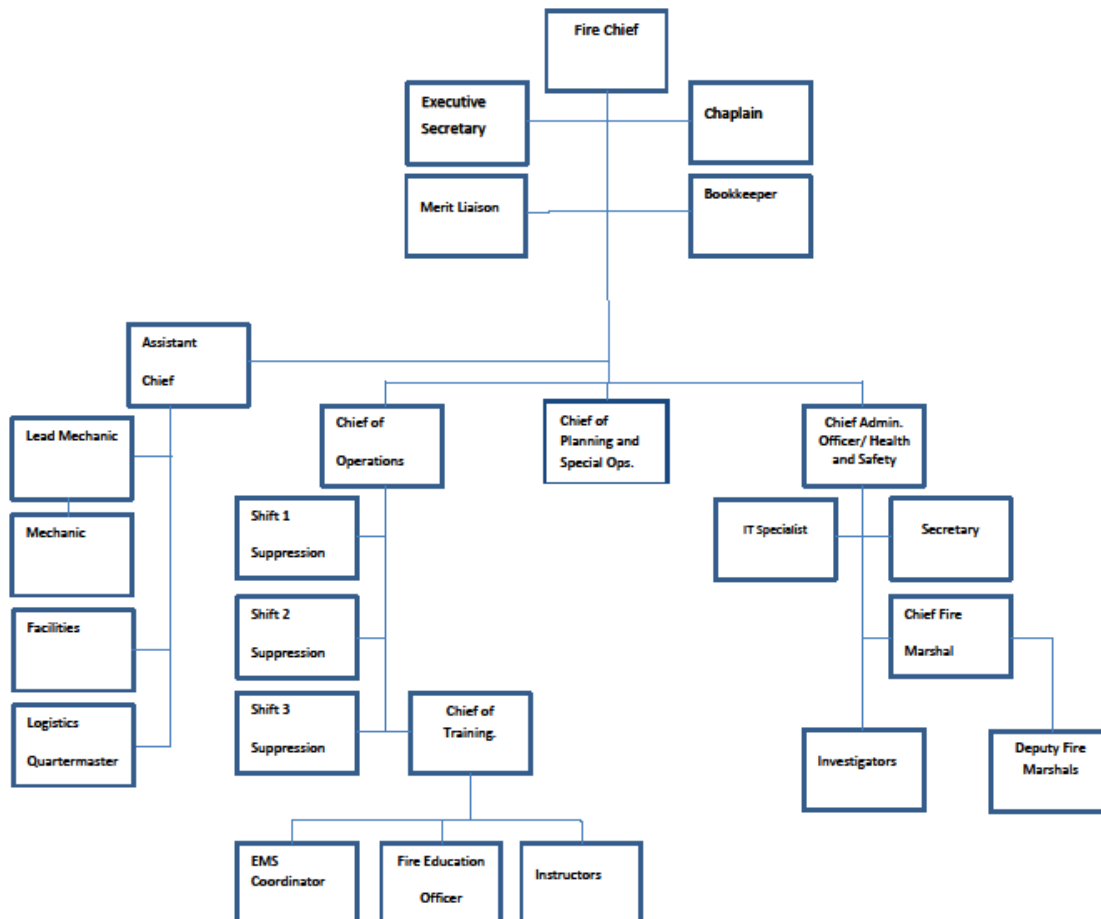 Fire Chief
Executive
Secretary
Chaplain
Merit Liaison
Bookkeeper
Assistant
Chief
Lead Mechanic
Mechanic
Facilities
Logistics
Quartermaster
Chief of
Operations
Shift 1
Suppression
Shift 2
Suppression
Shift 3
Suppression
Chief of
Training.
EMS
Coordinator
Fire Education
Officer
Instructors
Chief of
Planning and
Special Ops.
Chief Admin.
Officer/ Health
and Safety
IT Specialist
Secretary
Chief Fire
Marshal
Investigators
Deputy Fire
Marshals